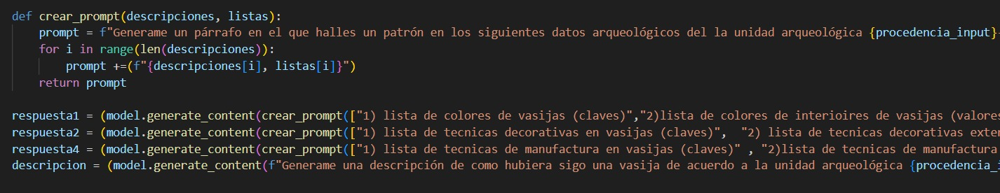 def crear_prompt(descripciones, listas):
    prompt = f"Generame un párrafo en el que halles un patrón en los siguientes datos arqueológicos del la unidad arqueológica {procedencia_input}
    for i in range(len(descripciones)):
        prompt +=(f"{descripciones[i], listas[i]}")
    return prompt
respuesta1 = (model.generate_content(crear_prompt(["1) lista de colores de vasijas (claves)","2)lista de colores de interioires de vasijas (valores
respuesta2 = (model.generate_content(crear_prompt(["1) lista de tecnicas decorativas en vasijas (claves)",  "2) lista de tecnicas decorativas exter
respuesta4 = (model.generate_content(crear_prompt(["1) lista de tecnicas de manufactura en vasijas (claves)" , "2)lista de tecnicas de manufactura
descripcion = (model.generate_content(f"Generame una descripción de como hubiera sigo una vasija de acuerdo a la unidad arqueológica {procedencia_i